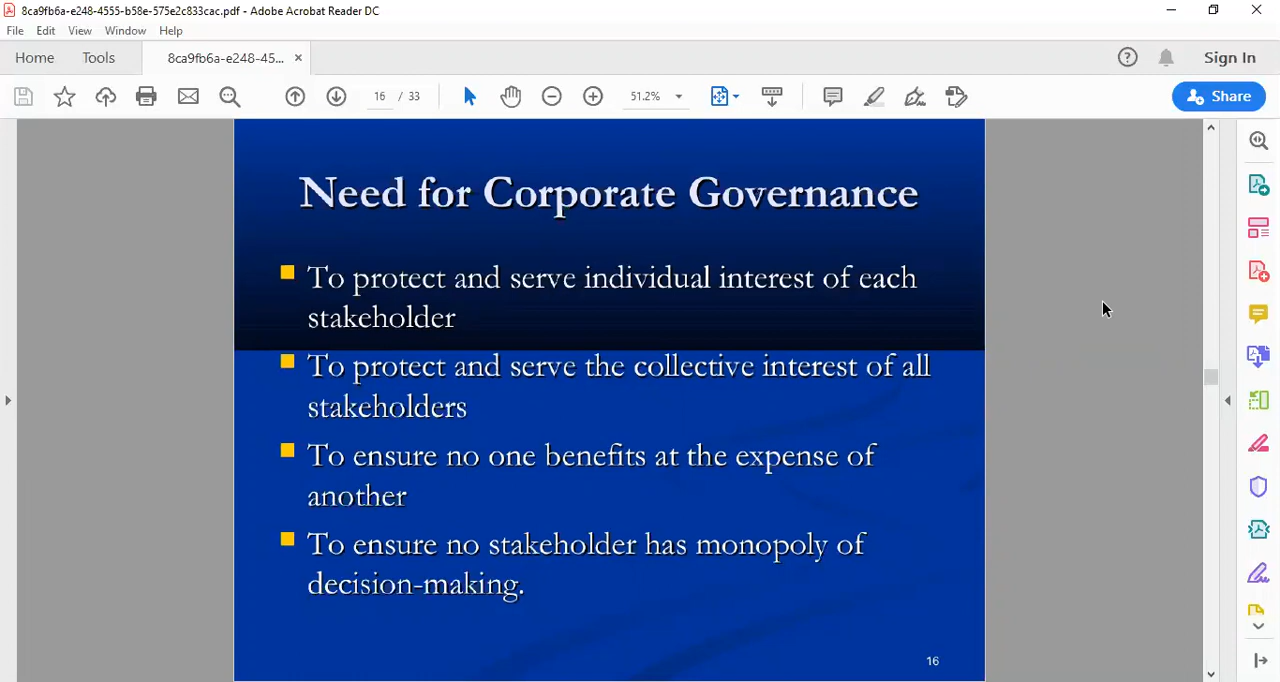 8ca9fb6a-e248-4555-b58e-575e2c833cac.pdf - Adobe Acrobat Reader DC
File Edit View Window Help
Home Tools 8ca9fb6a-e248-45... × Sign In
16 / 33 51.2% Share
Need for Corporate Governance
To protect and serve individual interest of each
stakeholder
To protect and serve the collective interest of all
stakeholders
To ensure no one benefits at the expense of
another
To ensure no stakeholder has monopoly of
decision-making.
16